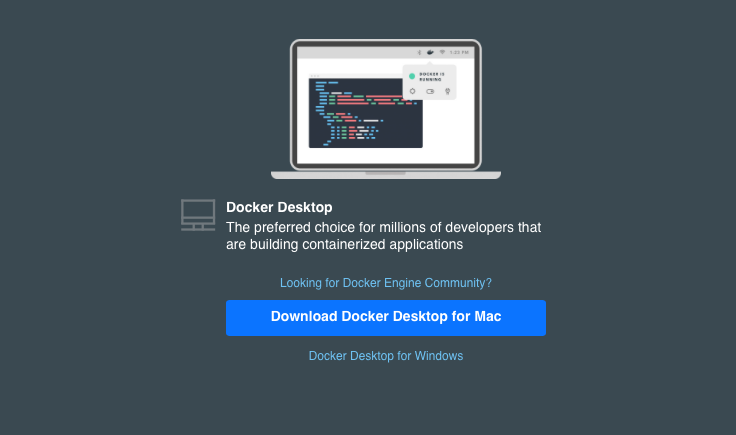 1:45 PM
DOCKER IS
RUNNING
Docker Desktop
The preferred choice for millions of developers that
are building containerized applications
Looking for Docker Engine Community?
Download Docker Desktop for Mac
Docker Desktop for Windows